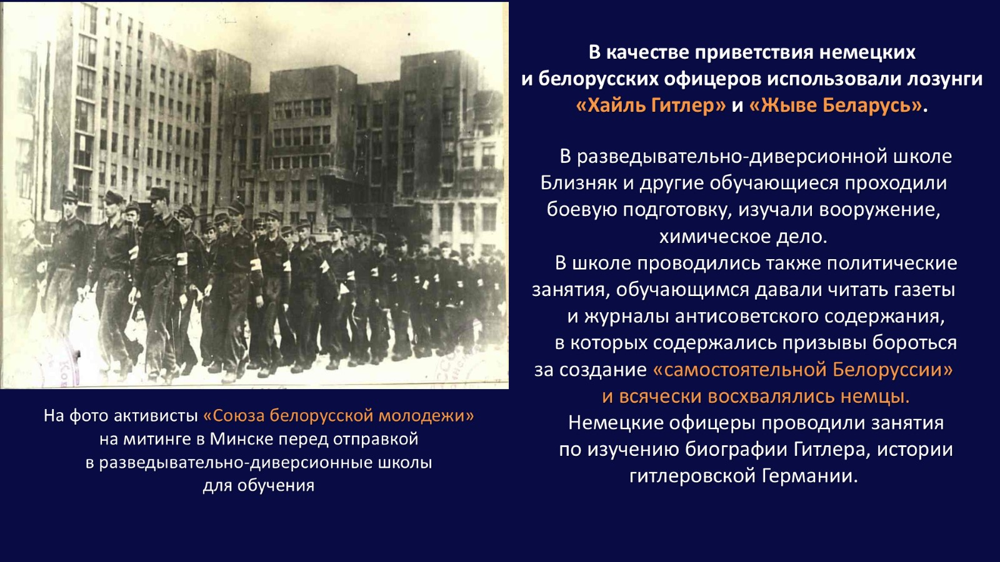 В качестве приветствия немецких
и белорусских офицеров использовали лозунги
«Хайль Гитлер» и «Жыве Беларусь».
В разведывательно-диверсионной школе
Близняк и другие обучающиеся проходили
боевую подготовку, изучали вооружение,
химическое дело.
В школе проводились также политические
занятия, обучающимся давали читать газеты
и журналы антисоветского содержания,
в которых содержались призывы бороться
за создание «самостоятельной Белоруссии»
и всячески восхвалялись немцы.
Немецкие офицеры проводили занятия
по изучению биографии Гитлера, истории
гитлеровской Германии.
На фото активисты «Союза белорусской молодежи»
на митинге в Минске перед отправкой
в разведывательно-диверсионные школы
для обучения